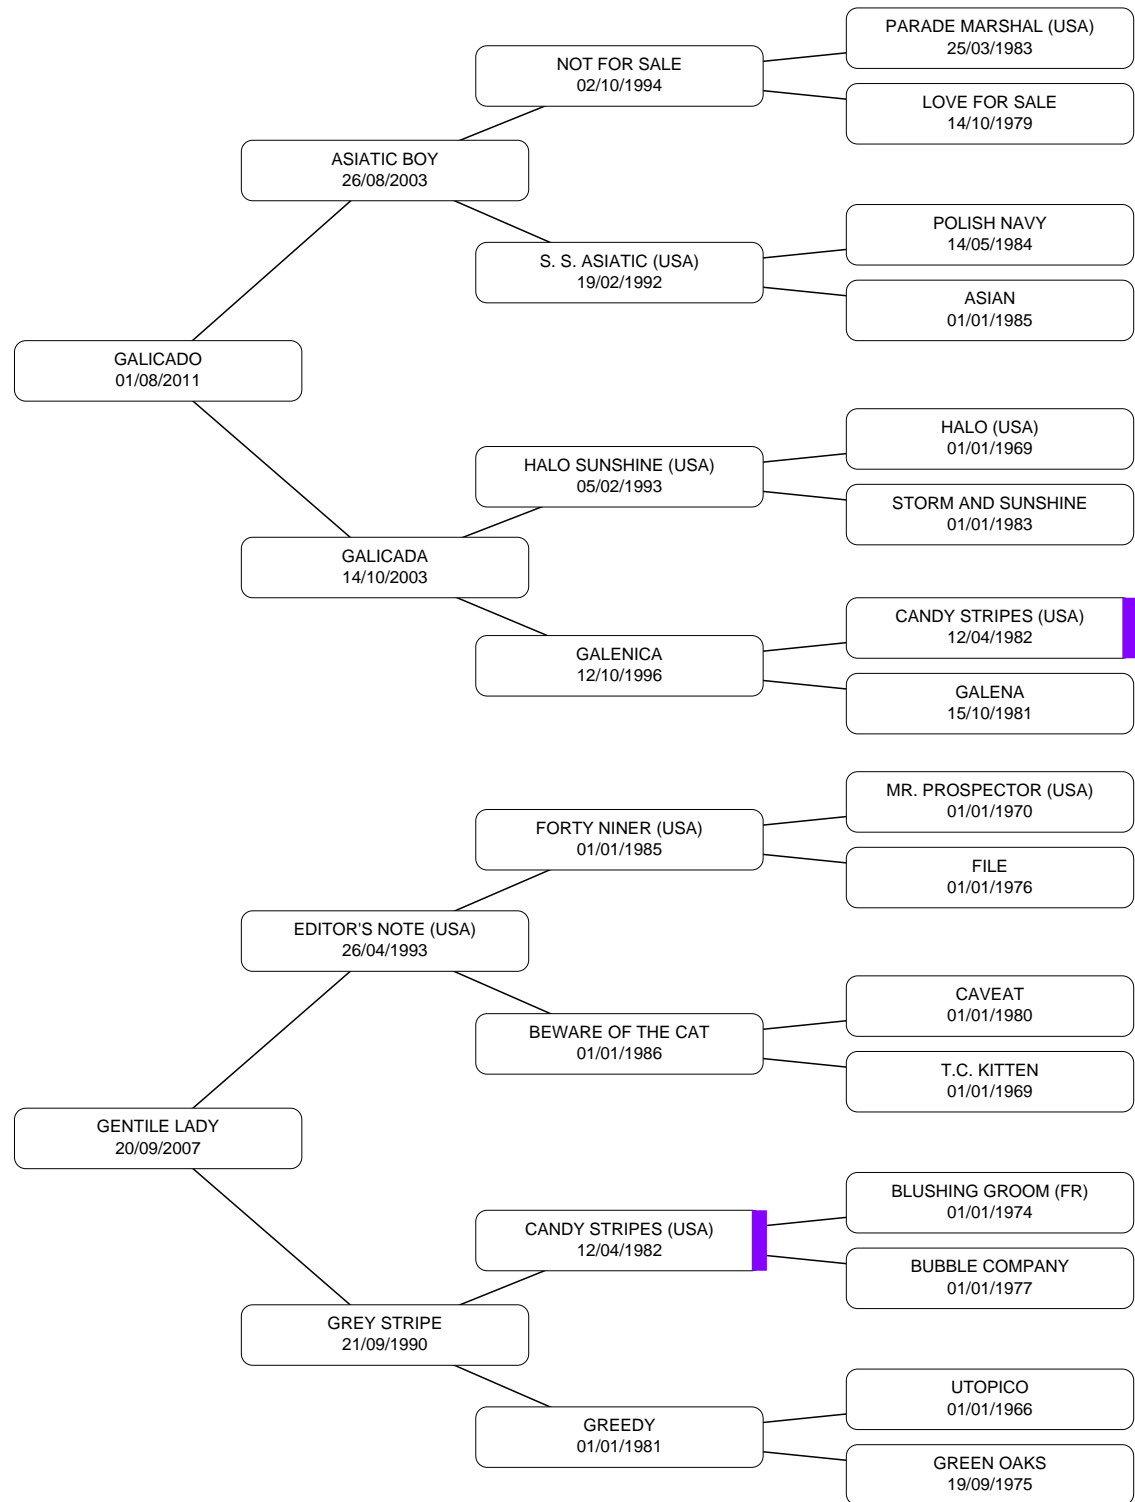 PARADE MARSHAL (USA)
25/03/1983
NOT FOR SALE
02/10/1994
LOVE FOR SALE
14/10/1979
ASIATIC BOY
26/08/2003
POLISH NAVY
14/05/1984
S. S. ASIATIC (USA)
19/02/1992
ASIAN
01/01/1985
GALICADO
01/08/2011
HALO (USA)
01/01/1969
HALO SUNSHINE (USA)
05/02/1993
STORM AND SUNSHINE
01/01/1983
GALICADA
14/10/2003
CANDY STRIPES (USA)
12/04/1982
GALENICA
12/10/1996
GALENA
15/10/1981
MR. PROSPECTOR (USA)
01/01/1970
FORTY NINER (USA)
01/01/1985
FILE
01/01/1976
EDITOR'S NOTE (USA)
26/04/1993
CAVEAT
01/01/1980
BEWARE OF THE CAT
01/01/1986
T.C. KITTEN
01/01/1969
GENTILE LADY
20/09/2007
BLUSHING GROOM (FR)
01/01/1974
CANDY STRIPES (USA)
12/04/1982
BUBBLE COMPANY
01/01/1977
GREY STRIPE
21/09/1990
UTOPICO
01/01/1966
GREEDY
01/01/1981
GREEN OAKS
19/09/1975